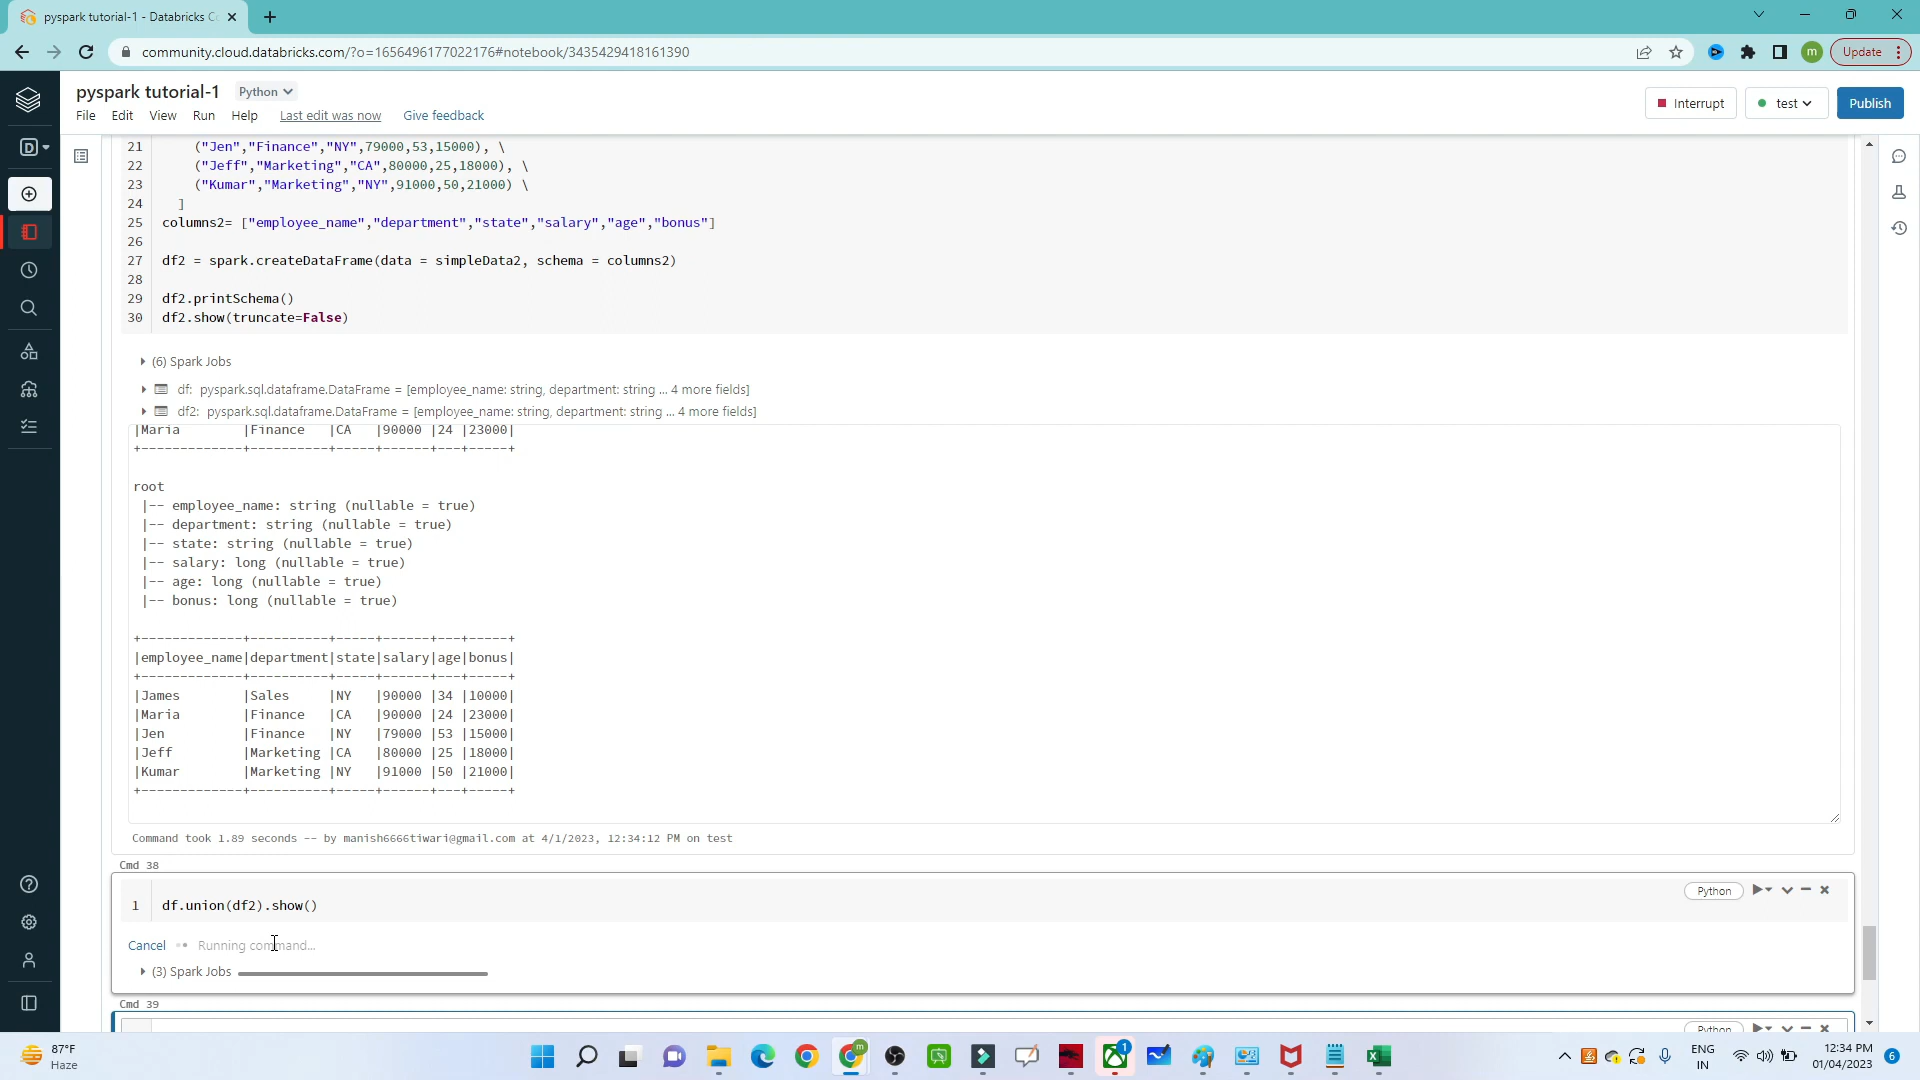 pyspark tutorial-1 - Databricks Co
community.cloud.databricks.com/?o=1656496177022176#notebook/3435429418161390
m
Update
pyspark tutorial-1 Python
Interrupt
test
Publish
File Edit View Run Help Last edit was now Give feedback
D
21 ("Jen","Finance","NY",79000,53,15000), \
22 ("Jeff","Marketing","CA",80000,25,18000), \
23 ("Kumar","Marketing","NY",91000,50,21000) \
24 ]
25 columns2= ["employee_name","department","state","salary","age","bonus"]
26
27 df2 = spark.createDataFrame(data = simpleData2, schema = columns2)
28
29 df2.printSchema()
30 df2.show(truncate=False)
(6) Spark Jobs
df: pyspark.sql.dataframe.DataFrame = [employee_name: string, department: string ... 4 more fields]
df2: pyspark.sql.dataframe.DataFrame = [employee_name: string, department: string ... 4 more fields]
|Maria        |Finance   |CA   |90000 |24 |23000|
+-------------+----------+-----+------+---+-----+
root
 |-- employee_name: string (nullable = true)
 |-- department: string (nullable = true)
 |-- state: string (nullable = true)
 |-- salary: long (nullable = true)
 |-- age: long (nullable = true)
 |-- bonus: long (nullable = true)
+-------------+----------+-----+------+---+-----+
|employee_name|department|state|salary|age|bonus|
+-------------+----------+-----+------+---+-----+
|James        |Sales     |NY   |90000 |34 |10000|
|Maria        |Finance   |CA   |90000 |24 |23000|
|Jen          |Finance   |NY   |79000 |53 |15000|
|Jeff         |Marketing |CA   |80000 |25 |18000|
|Kumar        |Marketing |NY   |91000 |50 |21000|
+-------------+----------+-----+------+---+-----+
Command took 1.89 seconds -- by manish6666tiwari@gmail.com at 4/1/2023, 12:34:12 PM on test
Cmd 38
Python
1 df.union(df2).show()
Cancel Running command...
(3) Spark Jobs
Cmd 39
Python
87°F
Haze
m
1
ENG
IN
12:34 PM
01/04/2023
6